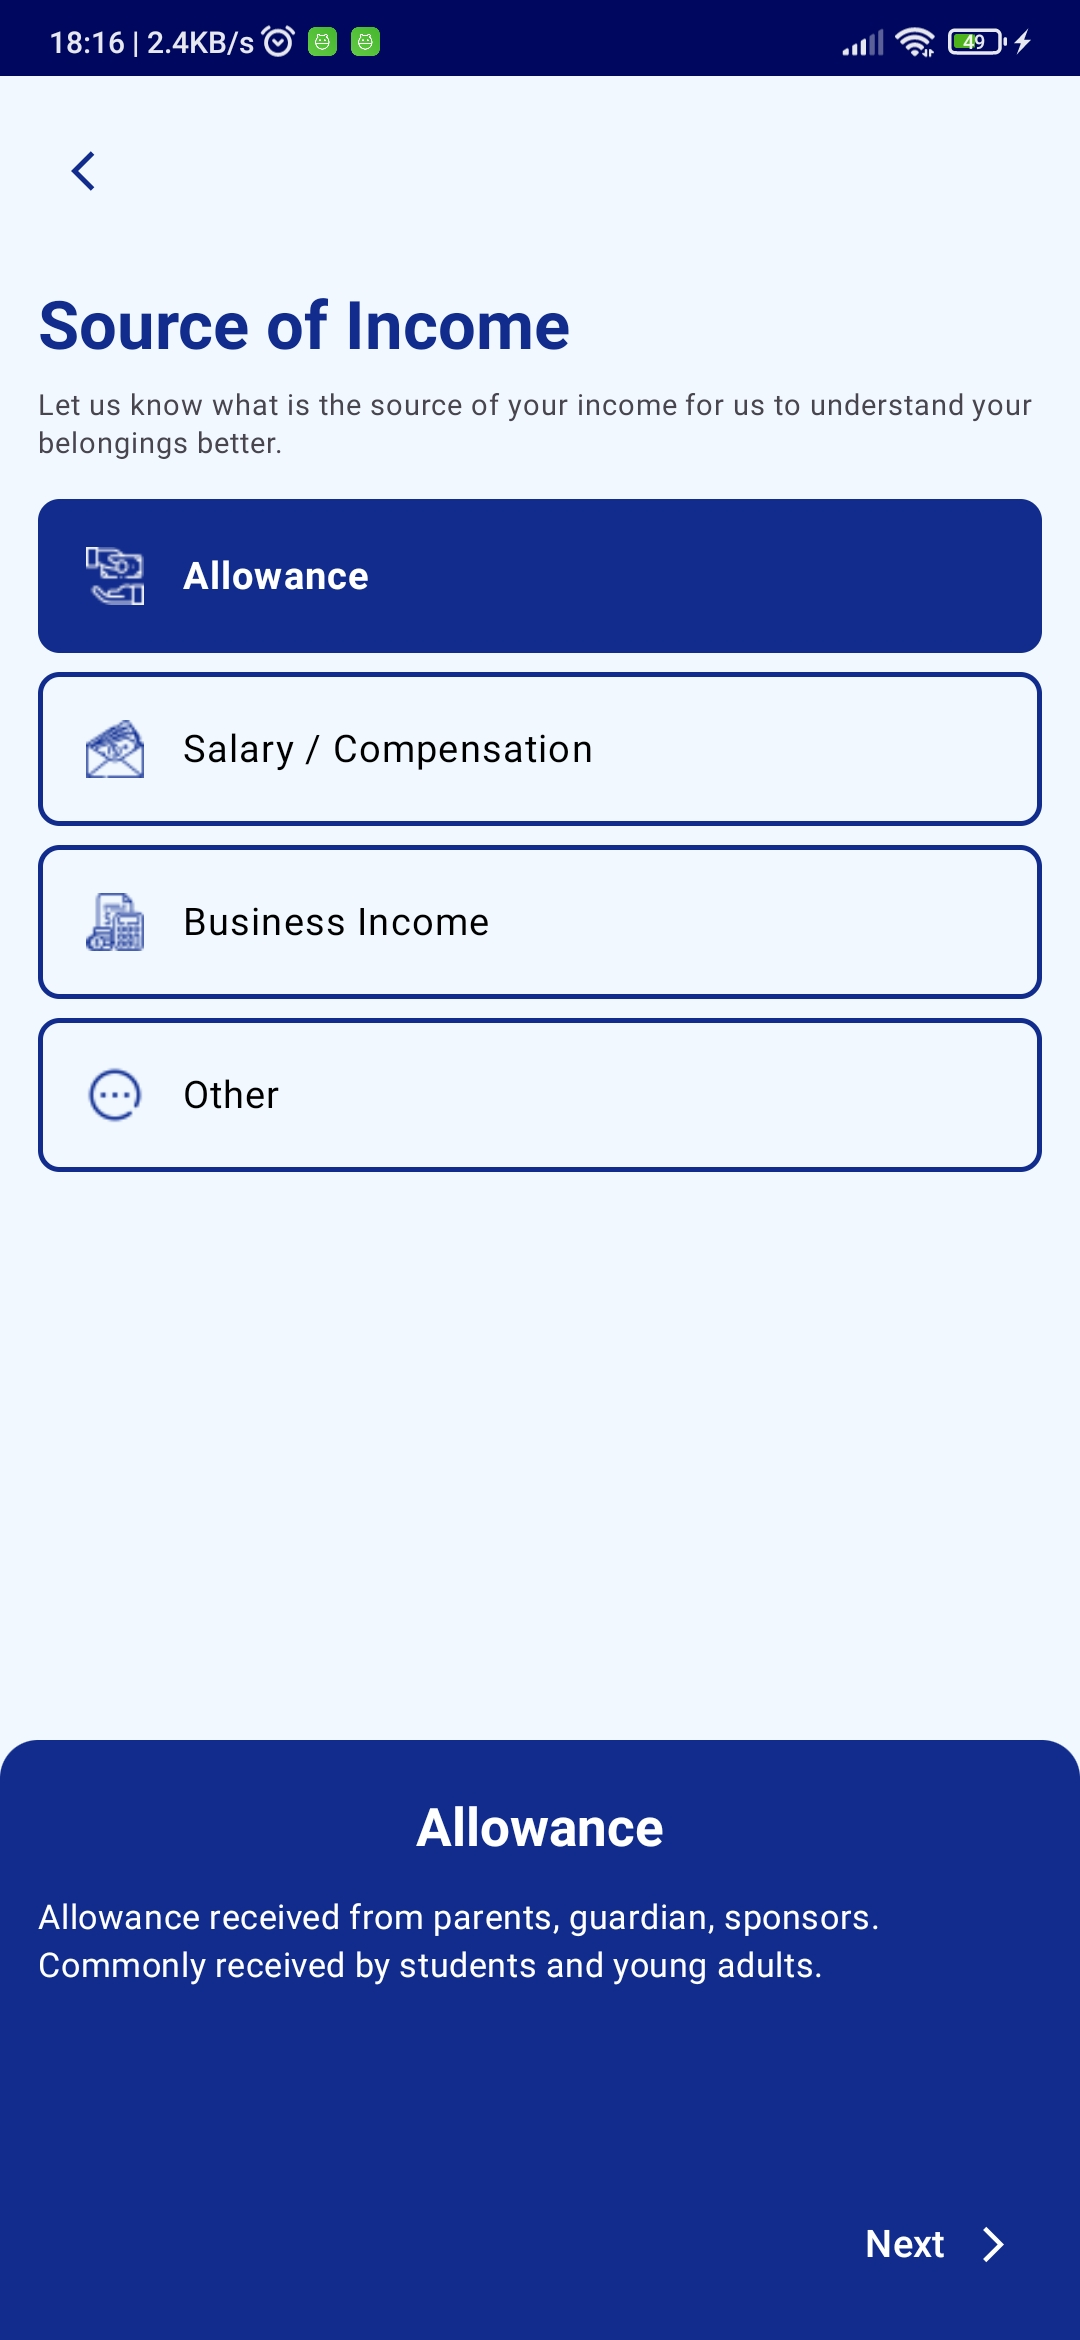 18:16 | 2.4KB/s
49
Source of Income
Let us know what is the source of your income for us to understand your
belongings better.
Allowance
Salary / Compensation
Business Income
Other
Allowance
Allowance received from parents, guardian, sponsors.
Commonly received by students and young adults.
Next